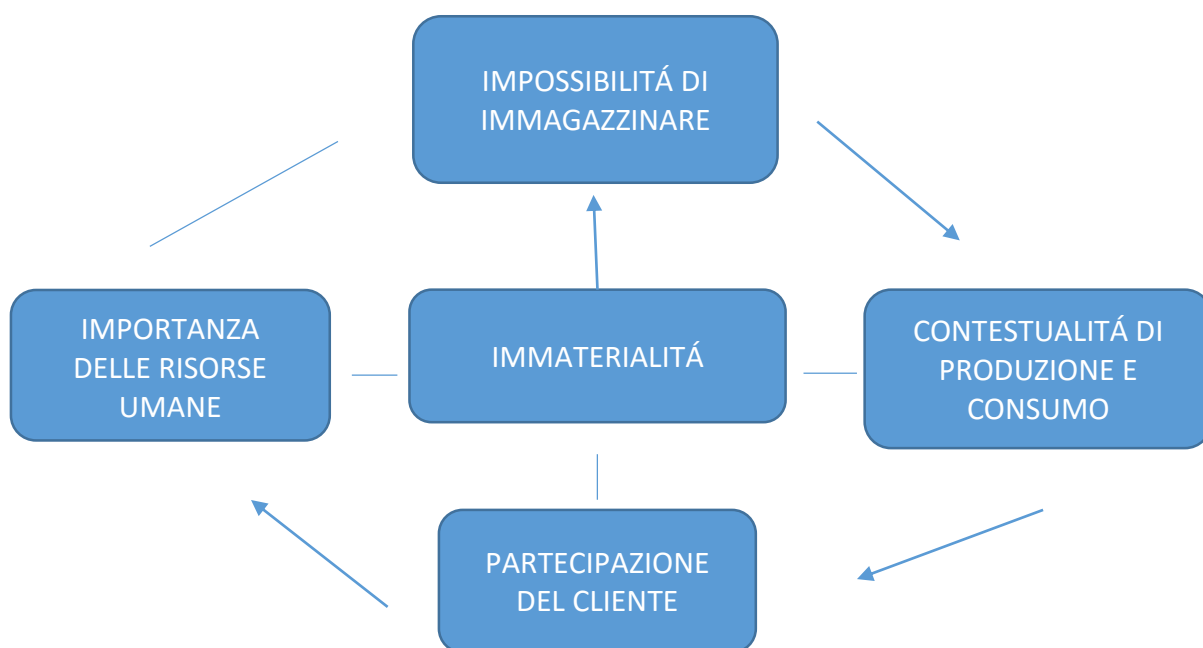 IMPOSSIBILITÁ DI
IMMAGAZZINARE
IMPORTANZA
DELLE RISORSE
UMANE
IMMATERIALITÁ
CONTESTUALITÁ DI
PRODUZIONE E
CONSUMO
PARTECIPAZIONE
DEL CLIENTE